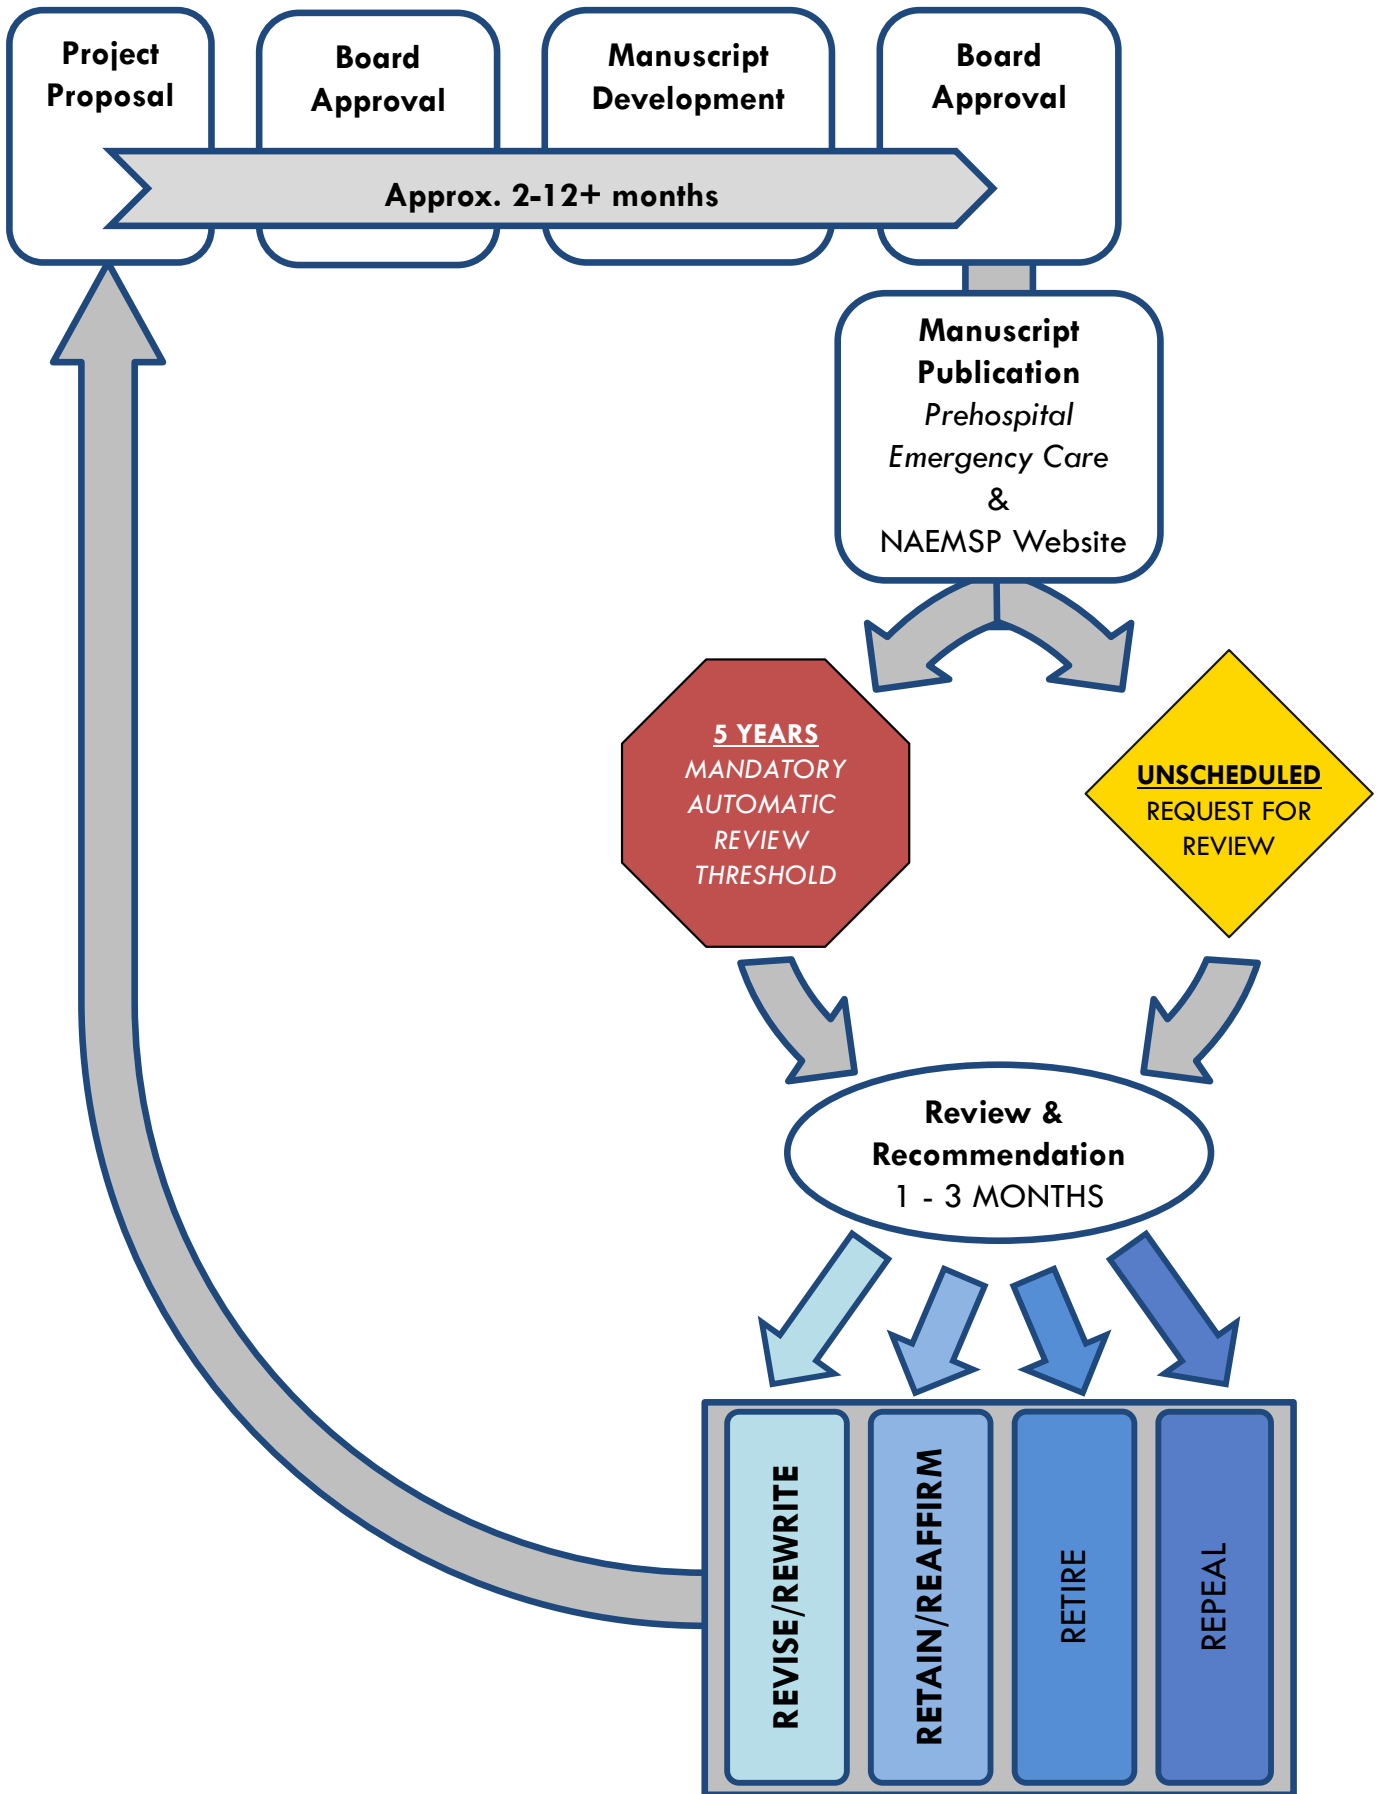 Project
Proposal
Board
Approval
Manuscript
Development
Board
Approval
Approx. 2-12+ months
Manuscript
Publication
Prehospital
Emergency Care
&
NAEMSP Website
5 YEARS
MANDATORY
AUTOMATIC
REVIEW
THRESHOLD
UNSCHEDULED
REQUEST FOR
REVIEW
Review &
Recommendation
1 - 3 MONTHS
REVISE/REWRITE
RETAIN/REAFFIRM
RETIRE
REPEAL